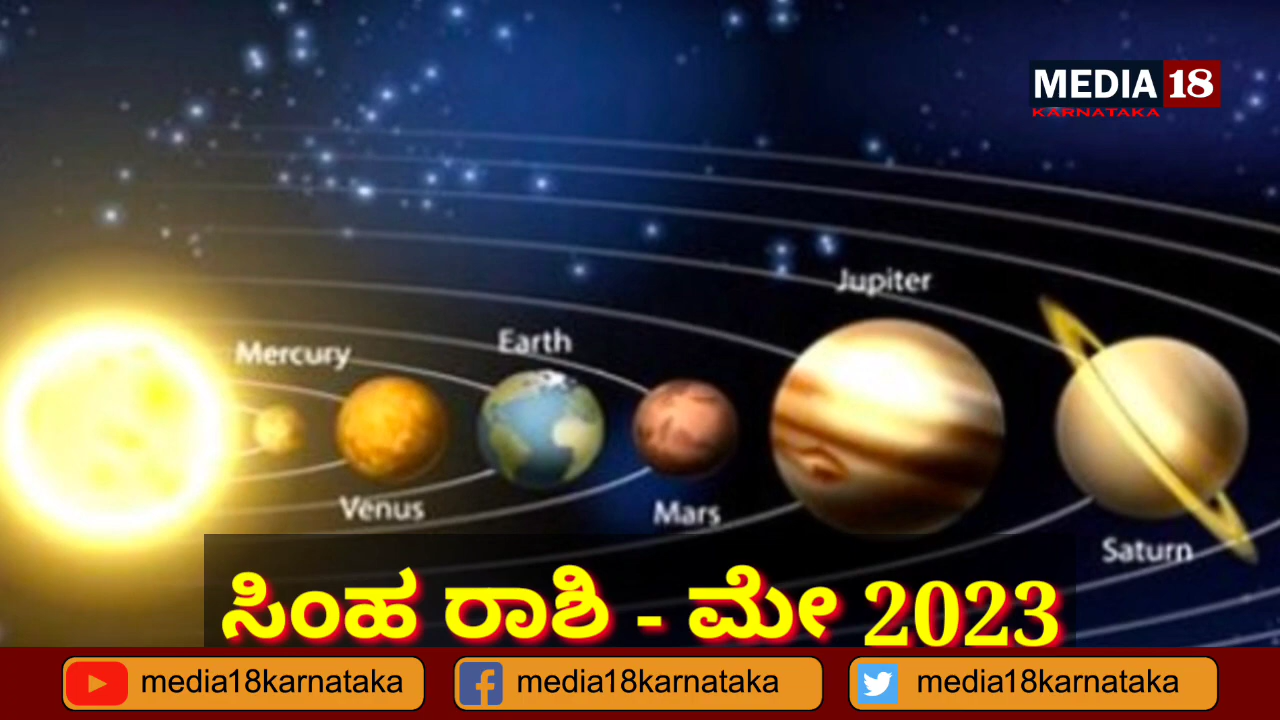 MEDIA 18
KARNATAKA
Jupiter
Earth
Mercury
Venus
Mars
Saturn
ಸಿಂಹ ರಾಶಿ - ಮೇ 2023
media18karnataka
media18karnataka
media18karnataka